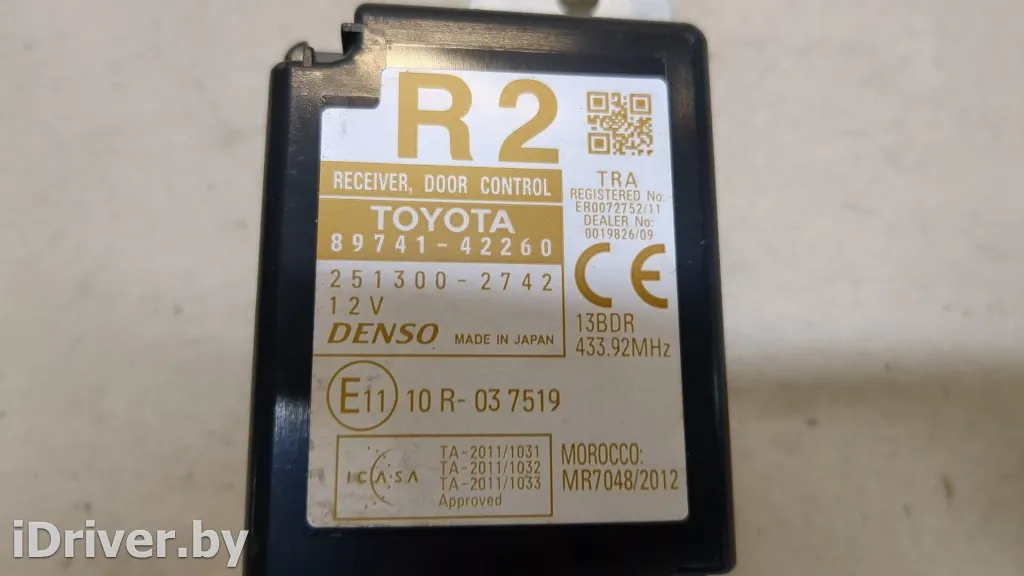 R2
RECEIVER, DOOR CONTROL
TOYOTA
89741-42260
251300-2742
12V
DENSO MADE IN JAPAN
TRA
REGISTERED No:
ER0072752/11
DEALER No:
0019826/09
CE
13BDR
433.92MHz
E11 10 R- 03 7519
ICASA
TA-2011/1031
TA-2011/1032
TA-2011/1033
Approved
MOROCCO:
MR7048/2012
iDriver.by